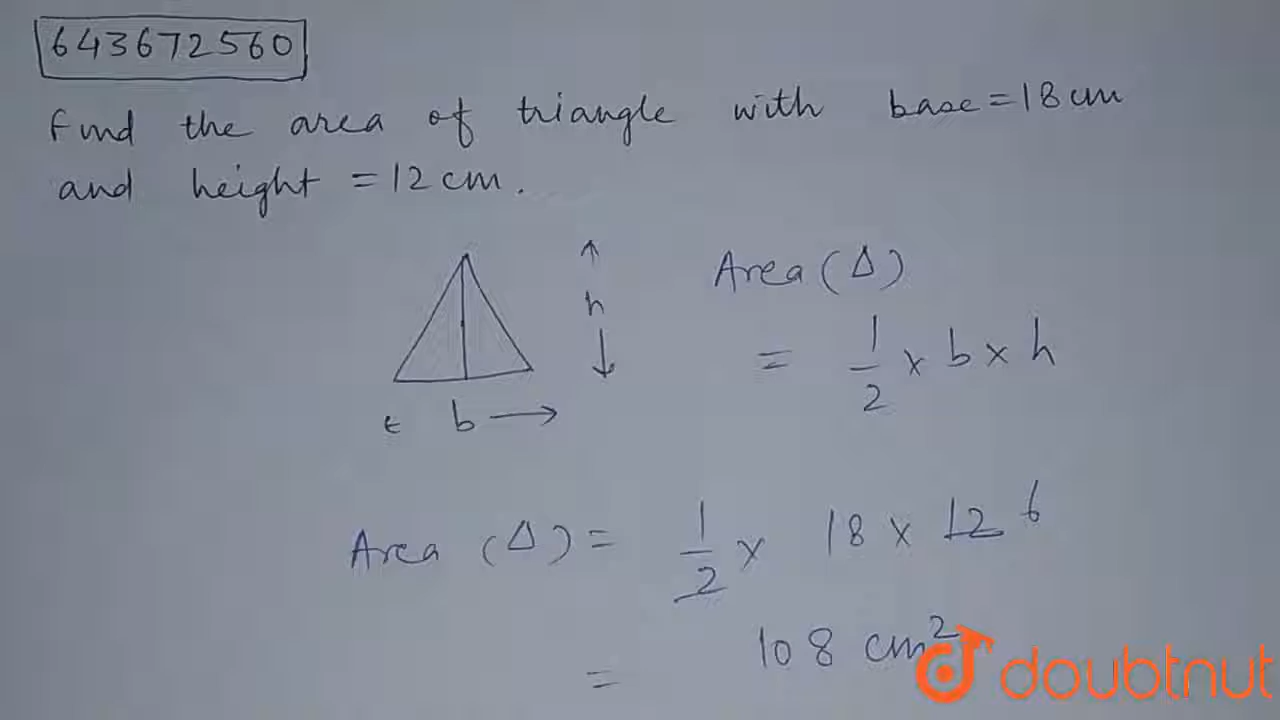 643672560
Find the area of triangle with base = 18 cm
and height = 12 cm.
h
b
Area (Δ)
= 1/2 × b × h
Area (Δ) = 1/2 × 18 × 12 6
= 108 cm²
doubtnut